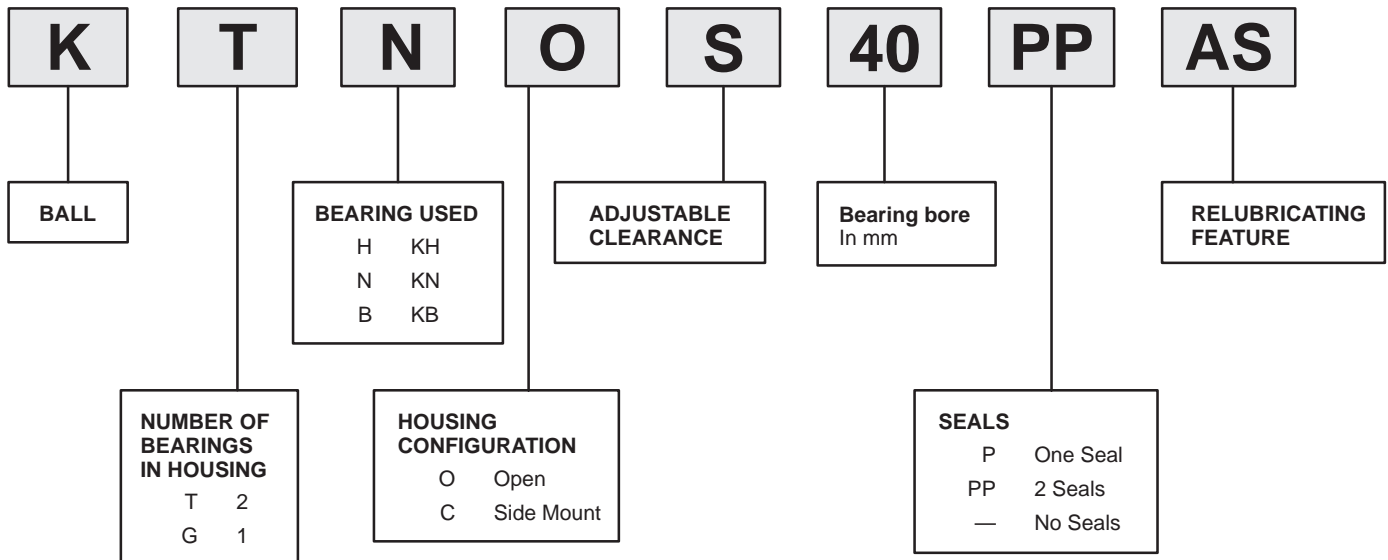 K T N O S 40 PP AS
BALL
BEARING USED
H KH
N KN
B KB
ADJUSTABLE
CLEARANCE
Bearing bore
In mm
RELUBRICATING
FEATURE
NUMBER OF
BEARINGS
IN HOUSING
T 2
G 1
HOUSING
CONFIGURATION
O Open
C Side Mount
SEALS
P One Seal
PP 2 Seals
— No Seals